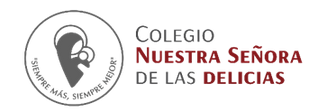 COLEGIO
NUESTRA SEÑORA
DE LAS DELICIAS
"SIEMPRE MÁS, SIEMPRE MEJOR"